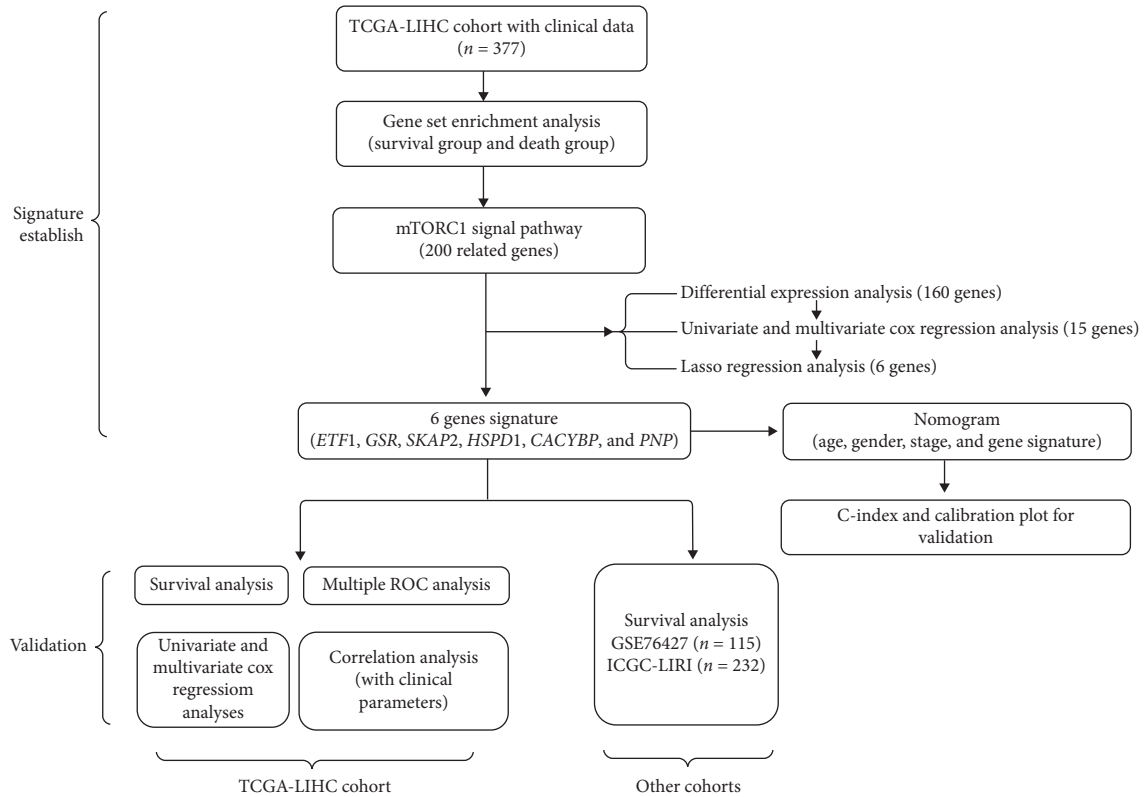 TCGA-LIHC cohort with clinical data
(n = 377)
Gene set enrichment analysis
(survival group and death group)
Signature
establish
mTORC1 signal pathway
(200 related genes)
Differential expression analysis (160 genes)
Univariate and multivariate cox regression analysis (15 genes)
Lasso regression analysis (6 genes)
6 genes signature
(ETF1, GSR, SKAP2, HSPD1, CACYBP, and PNP)
Nomogram
(age, gender, stage, and gene signature)
C-index and calibration plot for
validation
Validation
Survival analysis
Multiple ROC analysis
Univariate and
multivariate cox
regressiom
analyses
Correlation analysis
(with clinical
parameters)
Survival analysis
GSE76427 (n = 115)
ICGC-LIRI (n = 232)
TCGA-LIHC cohort
Other cohorts